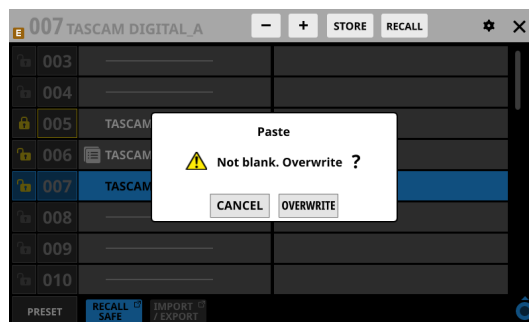 E 007 TASCAM DIGITAL_A − + STORE RECALL
003
004
005 TASCAM
006 TASCAM
007 TASCAM
008
009
010
Paste
Not blank. Overwrite ?
CANCEL OVERWRITE
PRESET RECALL SAFE IMPORT / EXPORT